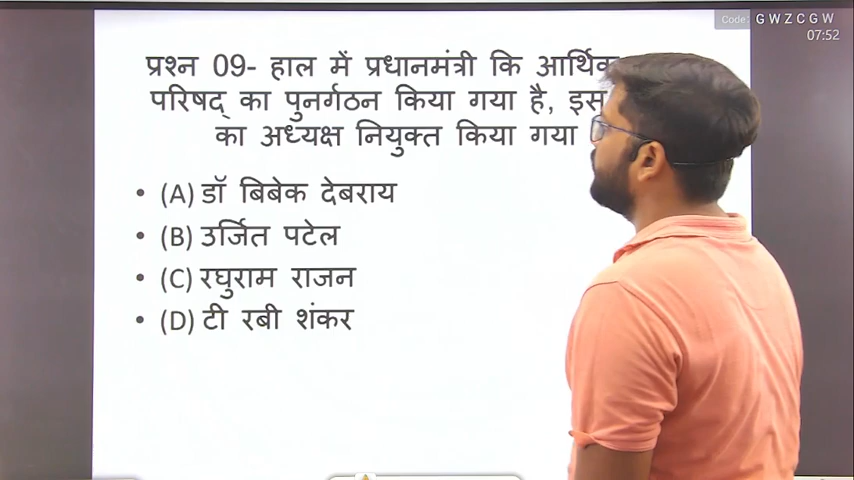 Code: G W Z C G W
07:52
प्रश्न 09- हाल में प्रधानमंत्री कि आर्थिक
परिषद् का पुनर्गठन किया गया है, इस
का अध्यक्ष नियुक्त किया गया
• (A) डॉ बिबेक देबराय
• (B) उर्जित पटेल
• (C) रघुराम राजन
• (D) टी रबी शंकर